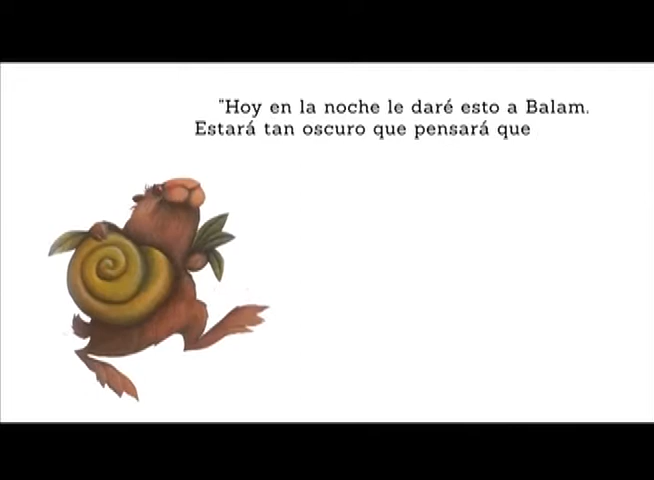 "Hoy en la noche le daré esto a Balam.
Estará tan oscuro que pensará que